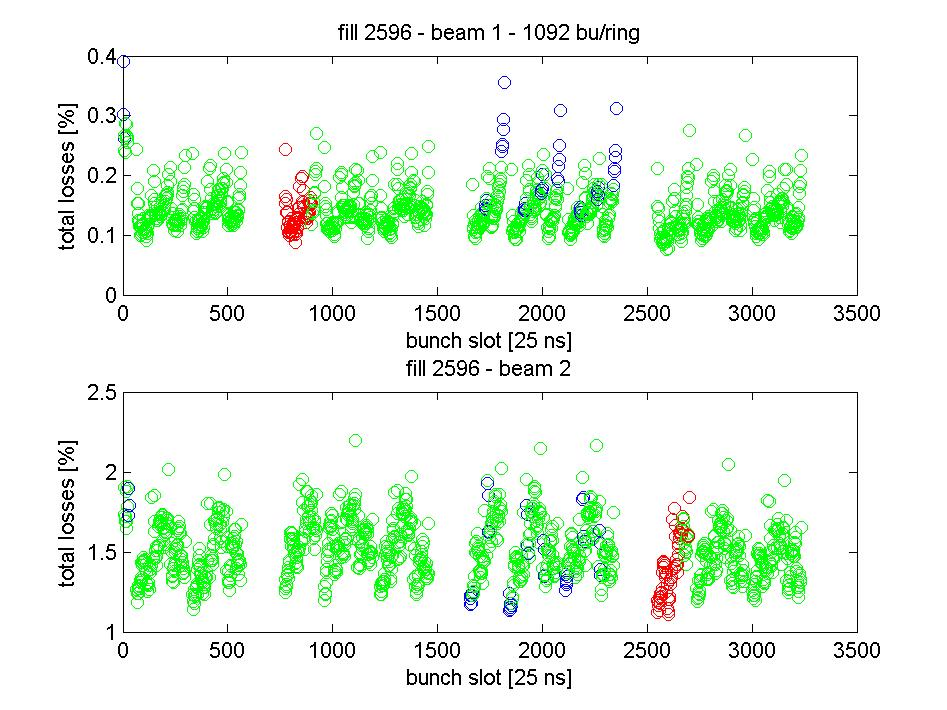 fill 2596 - beam 1 - 1092 bu/ring
total losses [%]
0.4
0.3
0.2
0.1
0
0 500 1000 1500 2000 2500 3000 3500
bunch slot [25 ns]
fill 2596 - beam 2
total losses [%]
2.5
2
1.5
1
0 500 1000 1500 2000 2500 3000 3500
bunch slot [25 ns]